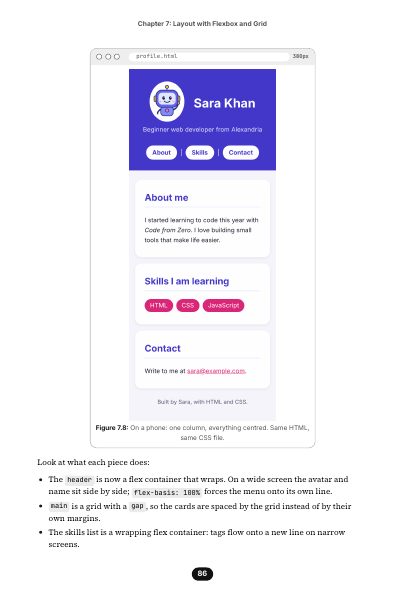 Chapter 7: Layout with Flexbox and Grid
profile.html
380px
Sara Khan
Beginner web developer from Alexandria
About | Skills | Contact
About me
I started learning to code this year with
Code from Zero. I love building small
tools that make life easier.
Skills I am learning
HTML CSS JavaScript
Contact
Write to me at sara@example.com.
Built by Sara, with HTML and CSS.
Figure 7.8: On a phone: one column, everything centred. Same HTML,
same CSS file.
Look at what each piece does:
• The header is now a flex container that wraps. On a wide screen the avatar and
name sit side by side; flex-basis: 100% forces the menu onto its own line.
• main is a grid with a gap, so the cards are spaced by the grid instead of by their
own margins.
• The skills list is a wrapping flex container: tags flow onto a new line on narrow
screens.
86